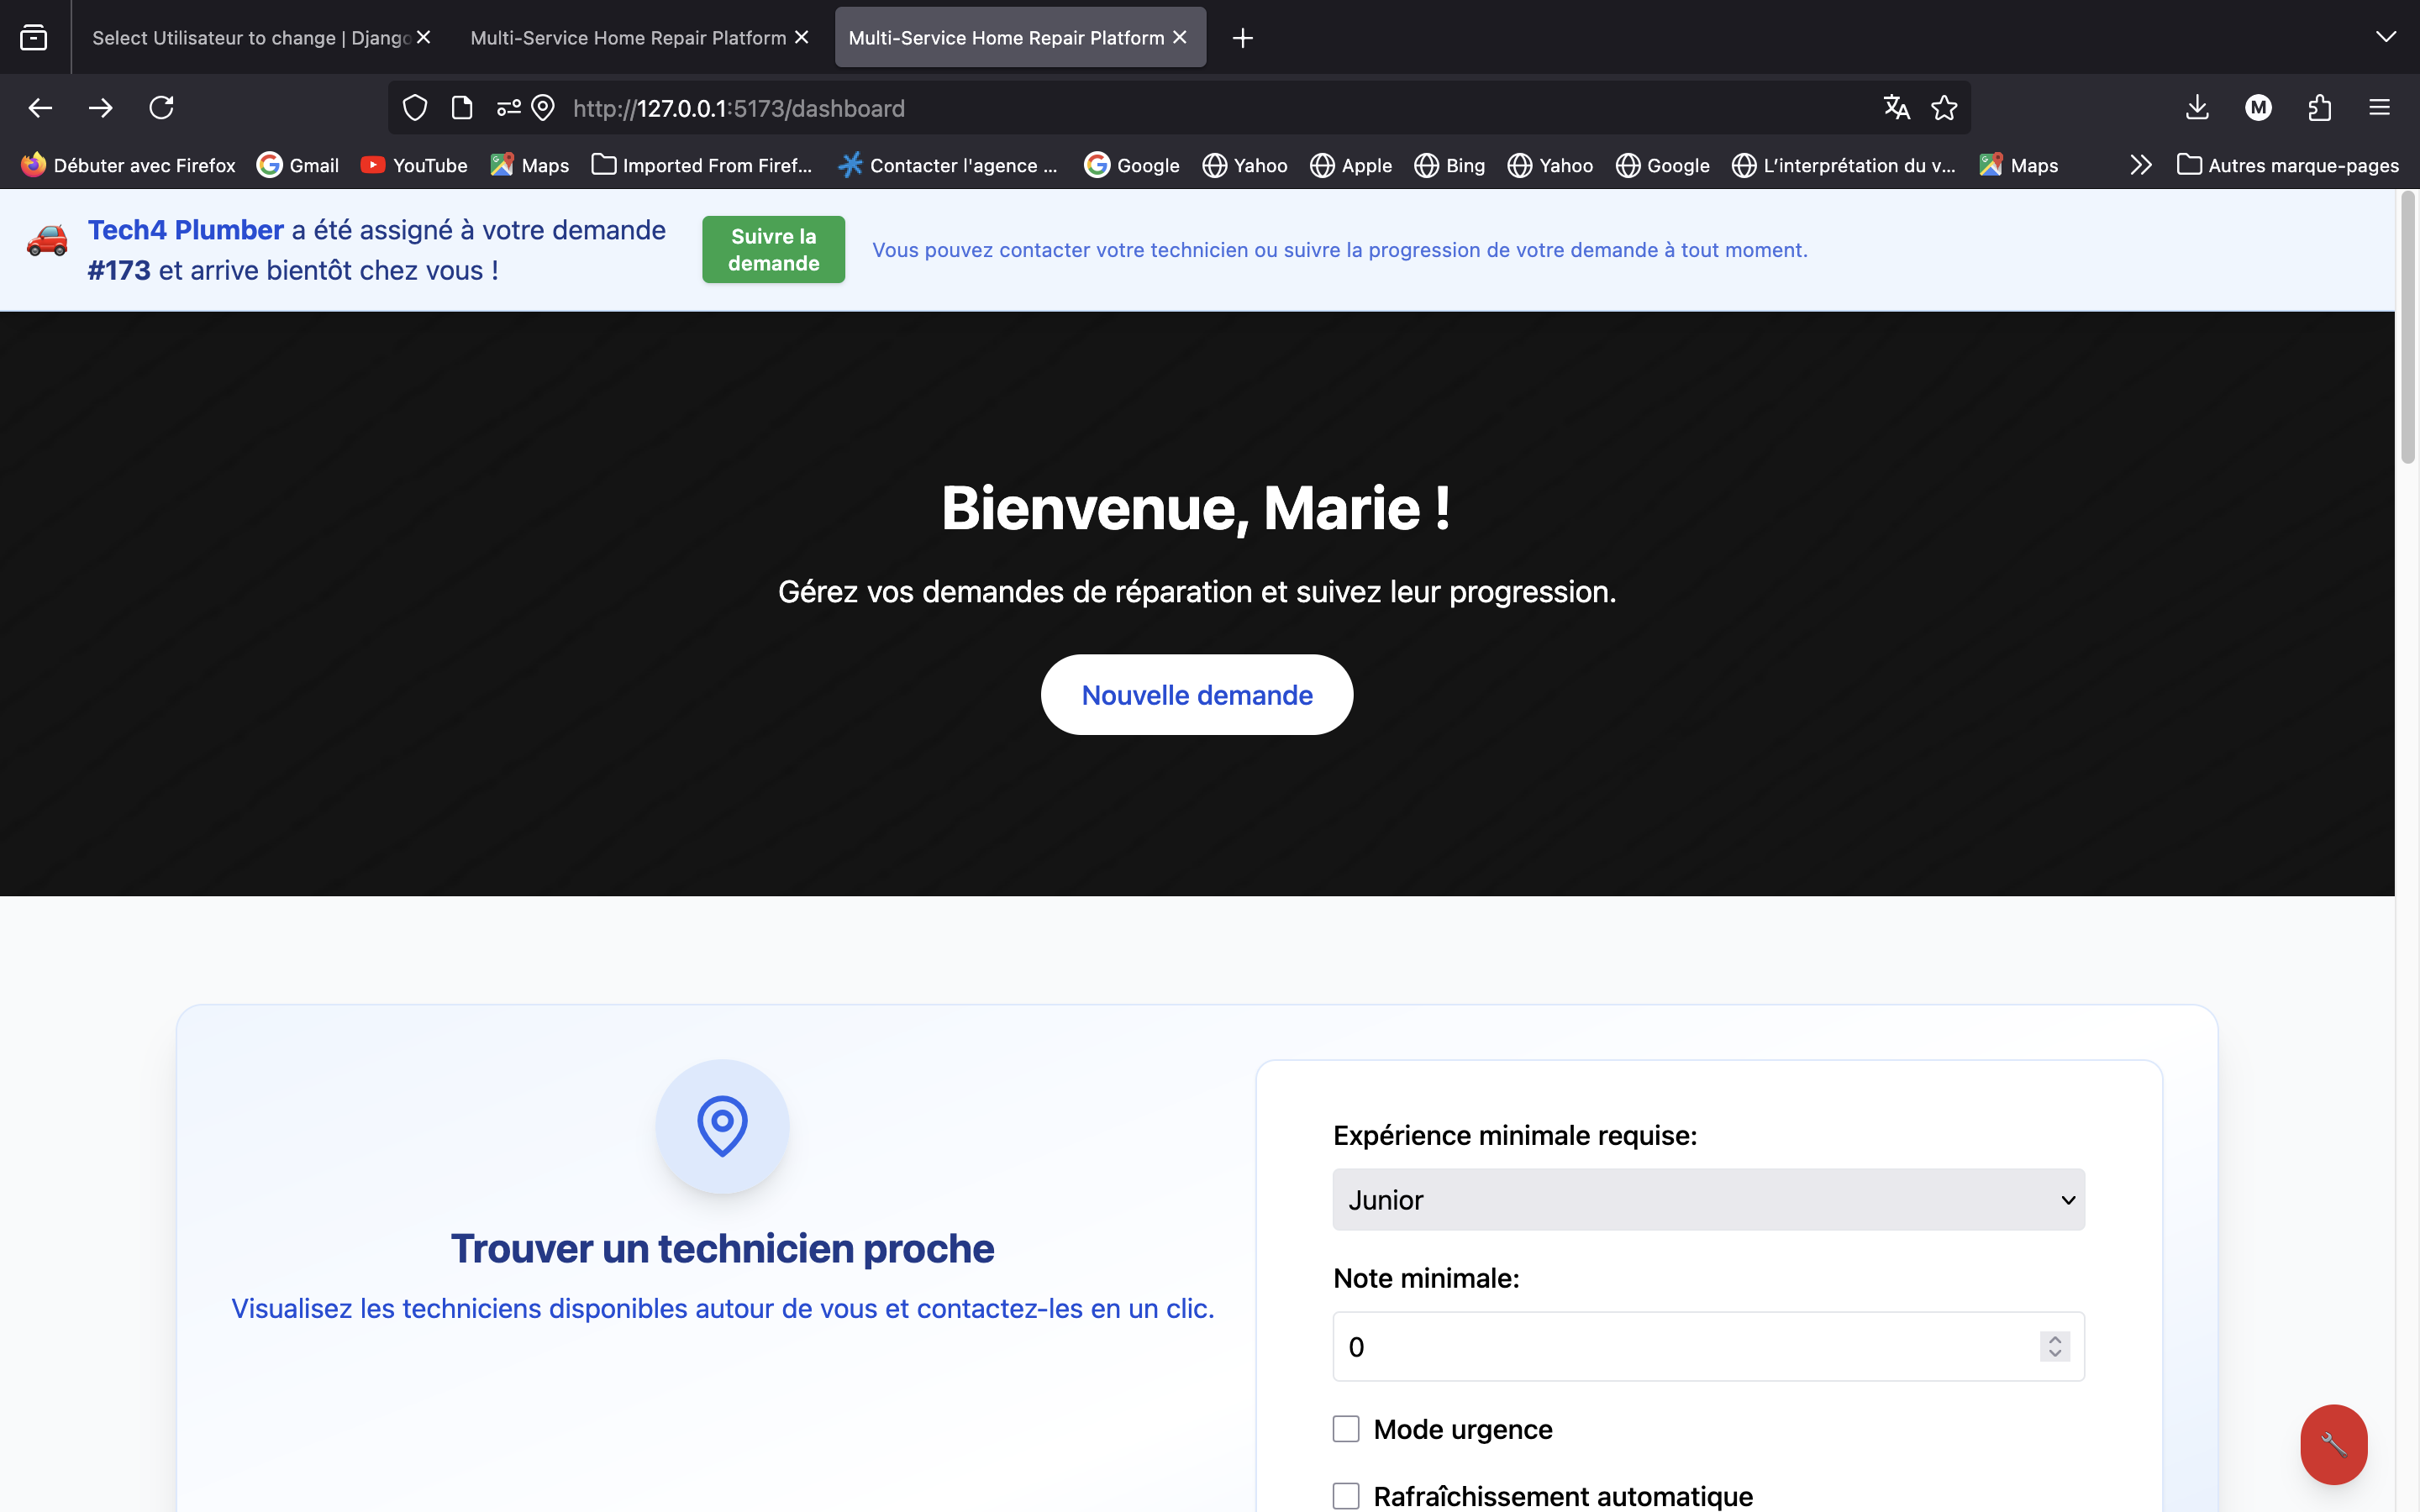 Select Utilisateur to change | Django
Multi-Service Home Repair Platform
Multi-Service Home Repair Platform
http://127.0.0.1:5173/dashboard
M
Débuter avec Firefox
Gmail
YouTube
Maps
Imported From Firef...
Contacter l'agence ...
Google
Yahoo
Apple
Bing
Yahoo
Google
L'interprétation du v...
Maps
Autres marque-pages
Tech4 Plumber a été assigné à votre demande
#173 et arrive bientôt chez vous !
Suivre la
demande
Vous pouvez contacter votre technicien ou suivre la progression de votre demande à tout moment.
Bienvenue, Marie !
Gérez vos demandes de réparation et suivez leur progression.
Nouvelle demande
Trouver un technicien proche
Visualisez les techniciens disponibles autour de vous et contactez-les en un clic.
Expérience minimale requise:
Junior
Note minimale:
0
Mode urgence
Rafraîchissement automatique